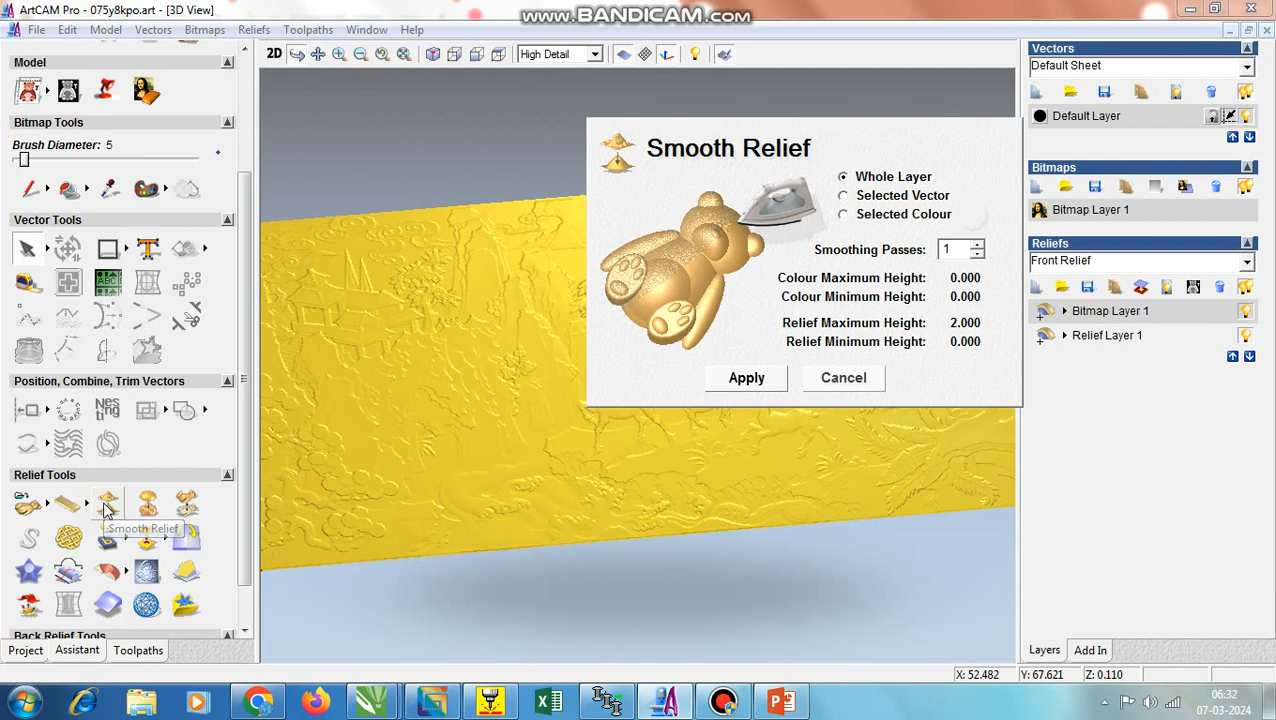 ArtCAM Pro - 075y8kpo.art - [3D View]
www.BANDICAM.com
File Edit Model Vectors Bitmaps Reliefs Toolpaths Window Help
2D High Detail
Model
Bitmap Tools
Brush Diameter: 5
Vector Tools
ABC
Position, Combine, Trim Vectors
Nes
ti
Relief Tools
Smooth Relief
Back Relief Tools
Project Assistant Toolpaths
Smooth Relief
Whole Layer
Selected Vector
Selected Colour
Smoothing Passes: 1
Colour Maximum Height: 0.000
Colour Minimum Height: 0.000
Relief Maximum Height: 2.000
Relief Minimum Height: 0.000
Apply Cancel
Vectors
Default Sheet
Default Layer
Bitmaps
Bitmap Layer 1
Reliefs
Front Relief
Bitmap Layer 1
Relief Layer 1
Layers Add In
X: 52.482 Y: 67.621 Z: 0.110
06:32
07-03-2024